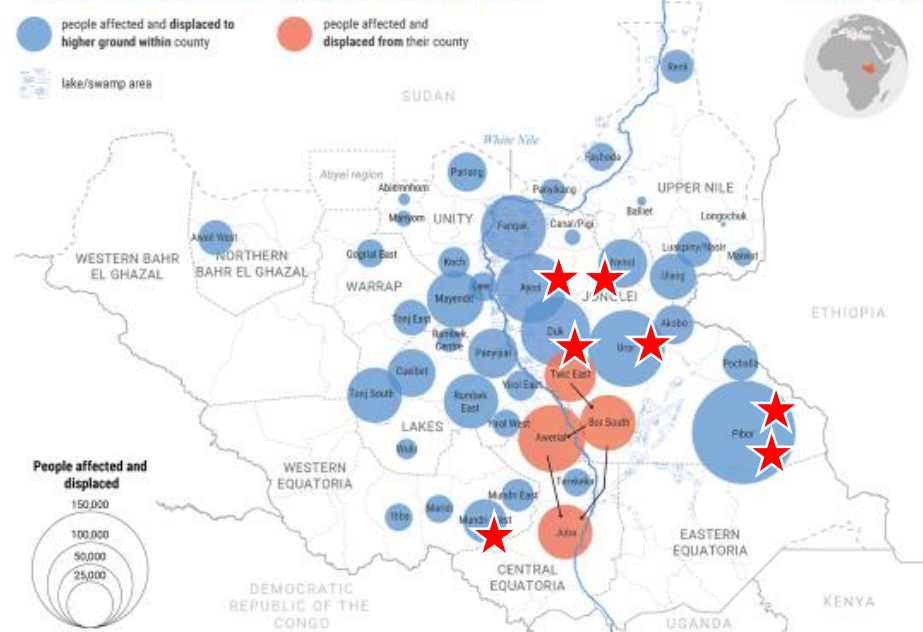 people affected and displaced to
higher ground within county
people affected and
displaced from their county
lake/swamp area
SUDAN
Renk
White Nile
Fashoda
Abyei region
Pariang
Abiemnhom
Panyikang
UPPER NILE
Mayom
UNITY
Balliet
Longochuk
Fangak
Canal/Pigi
Aweil West
Luakpiny/Nasir
Maiwut
WESTERN BAHR
EL GHAZAL
NORTHERN
BAHR EL GHAZAL
Gogrial East
Koch
Nyirol
Ulang
WARRAP
Leer
Ayod
JONGLEI
Mayendit
ETHIOPIA
Tonj East
Akobo
Rumbek
Centre
Duk
Uror
Panyijiar
Pochalla
Cueibet
Twic East
Yirol East
Tonj South
Rumbek
East
Bor South
Yirol West
LAKES
Awerial
Pibor
Wulu
People affected and
displaced
WESTERN
EQUATORIA
Terekeka
150,000
Mundri East
Maridi
Ibba
Mundri West
Juba
100,000
50,000
25,000
EASTERN
EQUATORIA
CENTRAL
EQUATORIA
DEMOCRATIC
REPUBLIC OF THE
CONGO
KENYA
UGANDA